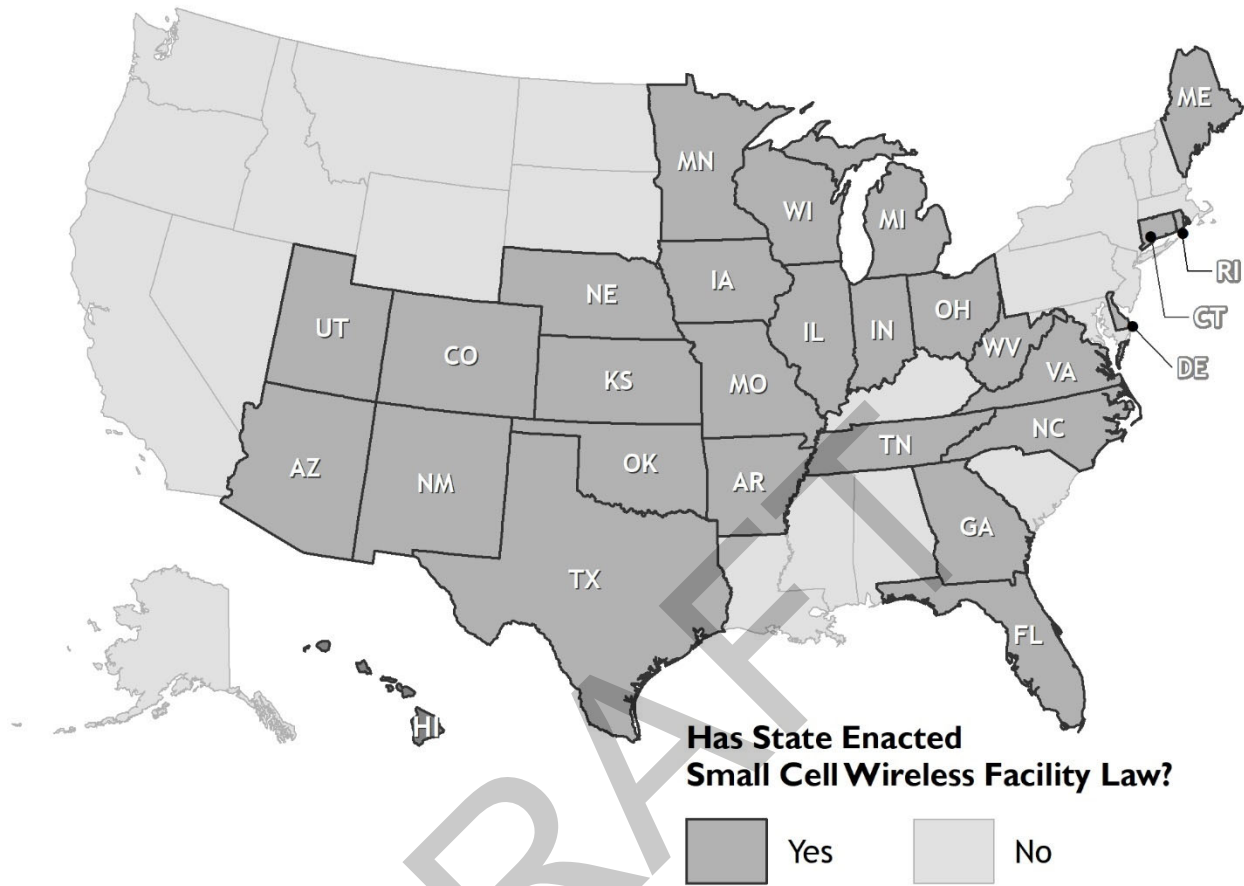 ME
MN
WI
MI
RI
NE
IA
OH
CT
UT
IL
IN
CO
WV
DE
KS
MO
VA
NC
TN
AZ
OK
NM
AR
GA
TX
FL
HI
DRAFT
Has State Enacted
Small Cell Wireless Facility Law?
Yes
No